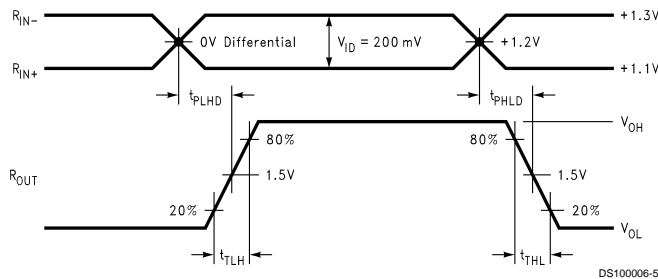 R_IN-
0V Differential
V_ID = 200 mV
+1.2V
+1.3V
R_IN+
+1.1V
t_PLHD
t_PHLD
V_OH
80%
80%
R_OUT
1.5V
1.5V
20%
20%
V_OL
t_TLH
t_THL
DS100006-5